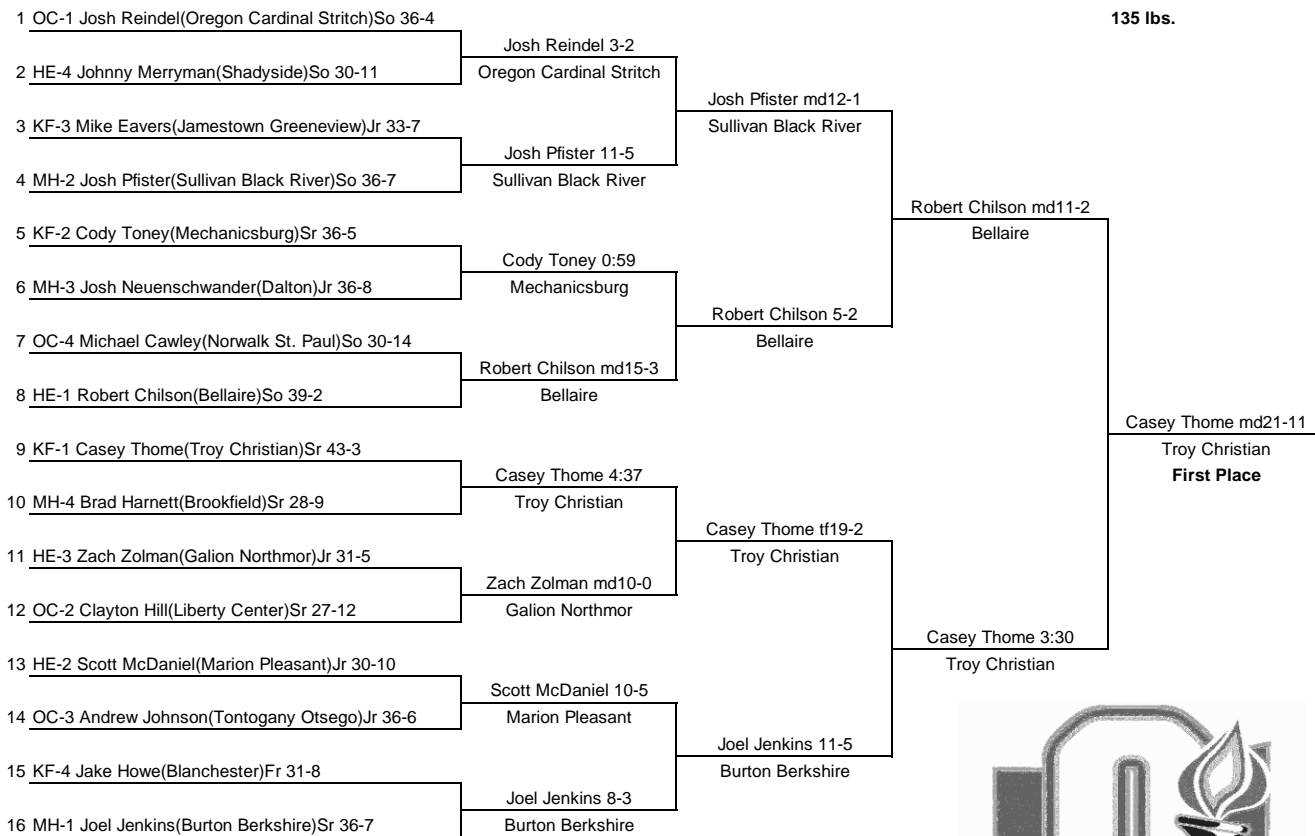 135 lbs.
1 OC-1 Josh Reindel(Oregon Cardinal Stritch)So 36-4
Josh Reindel 3-2
Oregon Cardinal Stritch
2 HE-4 Johnny Merryman(Shadyside)So 30-11
Josh Pfister md12-1
Sullivan Black River
3 KF-3 Mike Eavers(Jamestown Greeneview)Jr 33-7
Josh Pfister 11-5
Sullivan Black River
4 MH-2 Josh Pfister(Sullivan Black River)So 36-7
Robert Chilson md11-2
Bellaire
5 KF-2 Cody Toney(Mechanicsburg)Sr 36-5
Cody Toney 0:59
Mechanicsburg
6 MH-3 Josh Neuenschwander(Dalton)Jr 36-8
Robert Chilson 5-2
Bellaire
7 OC-4 Michael Cawley(Norwalk St. Paul)So 30-14
Robert Chilson md15-3
Bellaire
8 HE-1 Robert Chilson(Bellaire)So 39-2
Casey Thome md21-11
Troy Christian
First Place
9 KF-1 Casey Thome(Troy Christian)Sr 43-3
Casey Thome 4:37
Troy Christian
10 MH-4 Brad Harnett(Brookfield)Sr 28-9
Casey Thome tf19-2
Troy Christian
11 HE-3 Zach Zolman(Galion Northmor)Jr 31-5
Zach Zolman md10-0
Galion Northmor
12 OC-2 Clayton Hill(Liberty Center)Sr 27-12
Casey Thome 3:30
Troy Christian
13 HE-2 Scott McDaniel(Marion Pleasant)Jr 30-10
Scott McDaniel 10-5
Marion Pleasant
14 OC-3 Andrew Johnson(Tontogany Otsego)Jr 36-6
Joel Jenkins 11-5
Burton Berkshire
15 KF-4 Jake Howe(Blanchester)Fr 31-8
Joel Jenkins 8-3
Burton Berkshire
16 MH-1 Joel Jenkins(Burton Berkshire)Sr 36-7